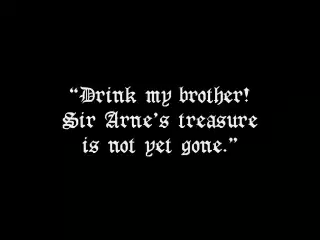 “Drink my brother!
Sir Arne’s treasure
is not yet gone.”